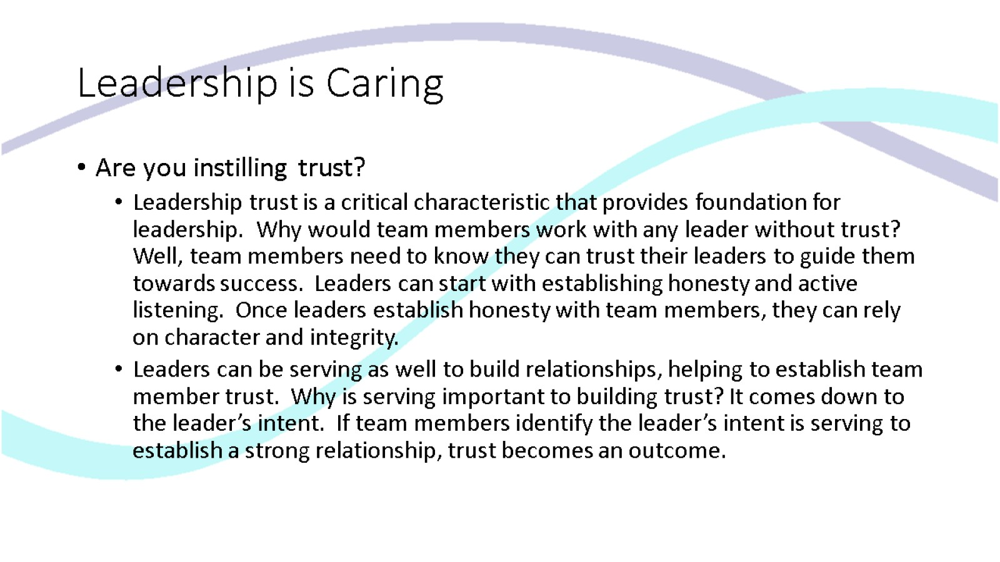 Leadership is Caring
• Are you instilling trust?
• Leadership trust is a critical characteristic that provides foundation for
leadership.  Why would team members work with any leader without trust?
Well, team members need to know they can trust their leaders to guide them
towards success.  Leaders can start with establishing honesty and active
listening.  Once leaders establish honesty with team members, they can rely
on character and integrity.
• Leaders can be serving as well to build relationships, helping to establish team
member trust.  Why is serving important to building trust? It comes down to
the leader’s intent.  If team members identify the leader’s intent is serving to
establish a strong relationship, trust becomes an outcome.